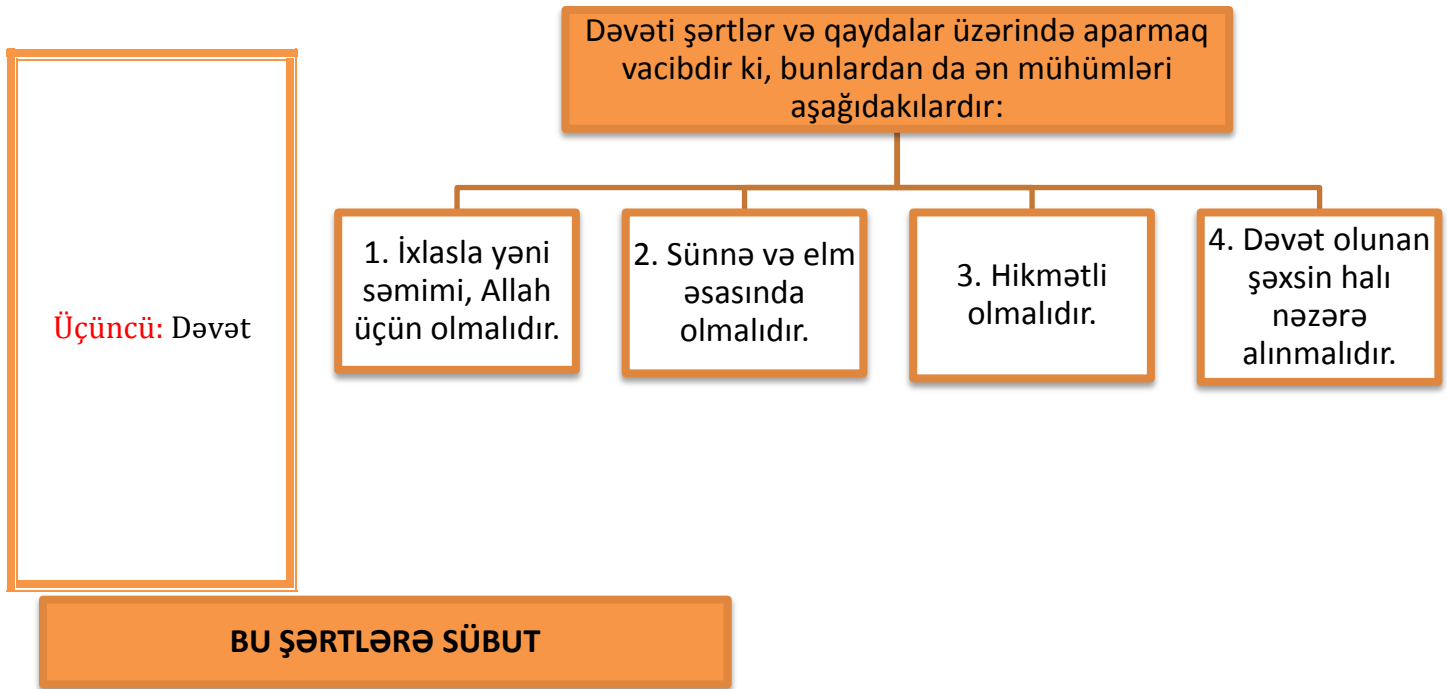 Üçüncü: Dəvət
Dəvəti şərtlər və qaydalar üzərində aparmaq
vacibdir ki, bunlardan da ən mühümləri
aşağıdakılardır:
1. İxlasla yəni
səmimi, Allah
üçün olmalıdır.
2. Sünnə və elm
əsasında
olmalıdır.
3. Hikmətli
olmalıdır.
4. Dəvət olunan
şəxsin halı
nəzərə
alınmalıdır.
BU ŞƏRTLƏRƏ SÜBUT